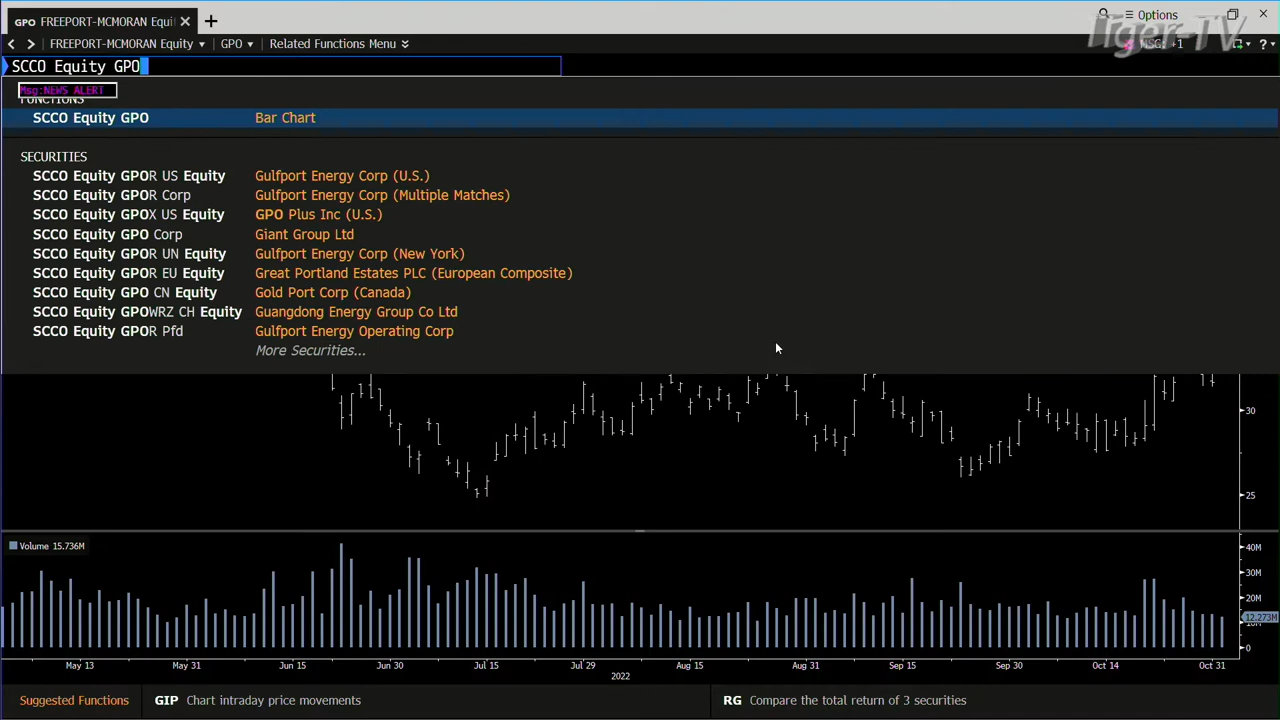 GPO FREEPORT-MCMORAN Equi
Options
Tiger-TV
FREEPORT-MCMORAN Equity GPO Related Functions Menu MSG: +1 ?
SCCO Equity GPO
Msg:NEWS ALERT
FUNCTIONS
SCCO Equity GPO Bar Chart
SECURITIES
SCCO Equity GPOR US Equity Gulfport Energy Corp (U.S.)
SCCO Equity GPOR Corp Gulfport Energy Corp (Multiple Matches)
SCCO Equity GPOX US Equity GPO Plus Inc (U.S.)
SCCO Equity GPO Corp Giant Group Ltd
SCCO Equity GPOR UN Equity Gulfport Energy Corp (New York)
SCCO Equity GPOR EU Equity Great Portland Estates PLC (European Composite)
SCCO Equity GPO CN Equity Gold Port Corp (Canada)
SCCO Equity GPOWRZ CH Equity Guangdong Energy Group Co Ltd
SCCO Equity GPOR Pfd Gulfport Energy Operating Corp
More Securities...
30
25
Volume 15.736M
40M
30M
20M
12.273M
10M
0
May 13 May 31 Jun 15 Jun 30 Jul 15 Jul 29 Aug 15 Aug 31 Sep 15 Sep 30 Oct 14 Oct 31
2022
Suggested Functions GIP Chart intraday price movements RG Compare the total return of 3 securities